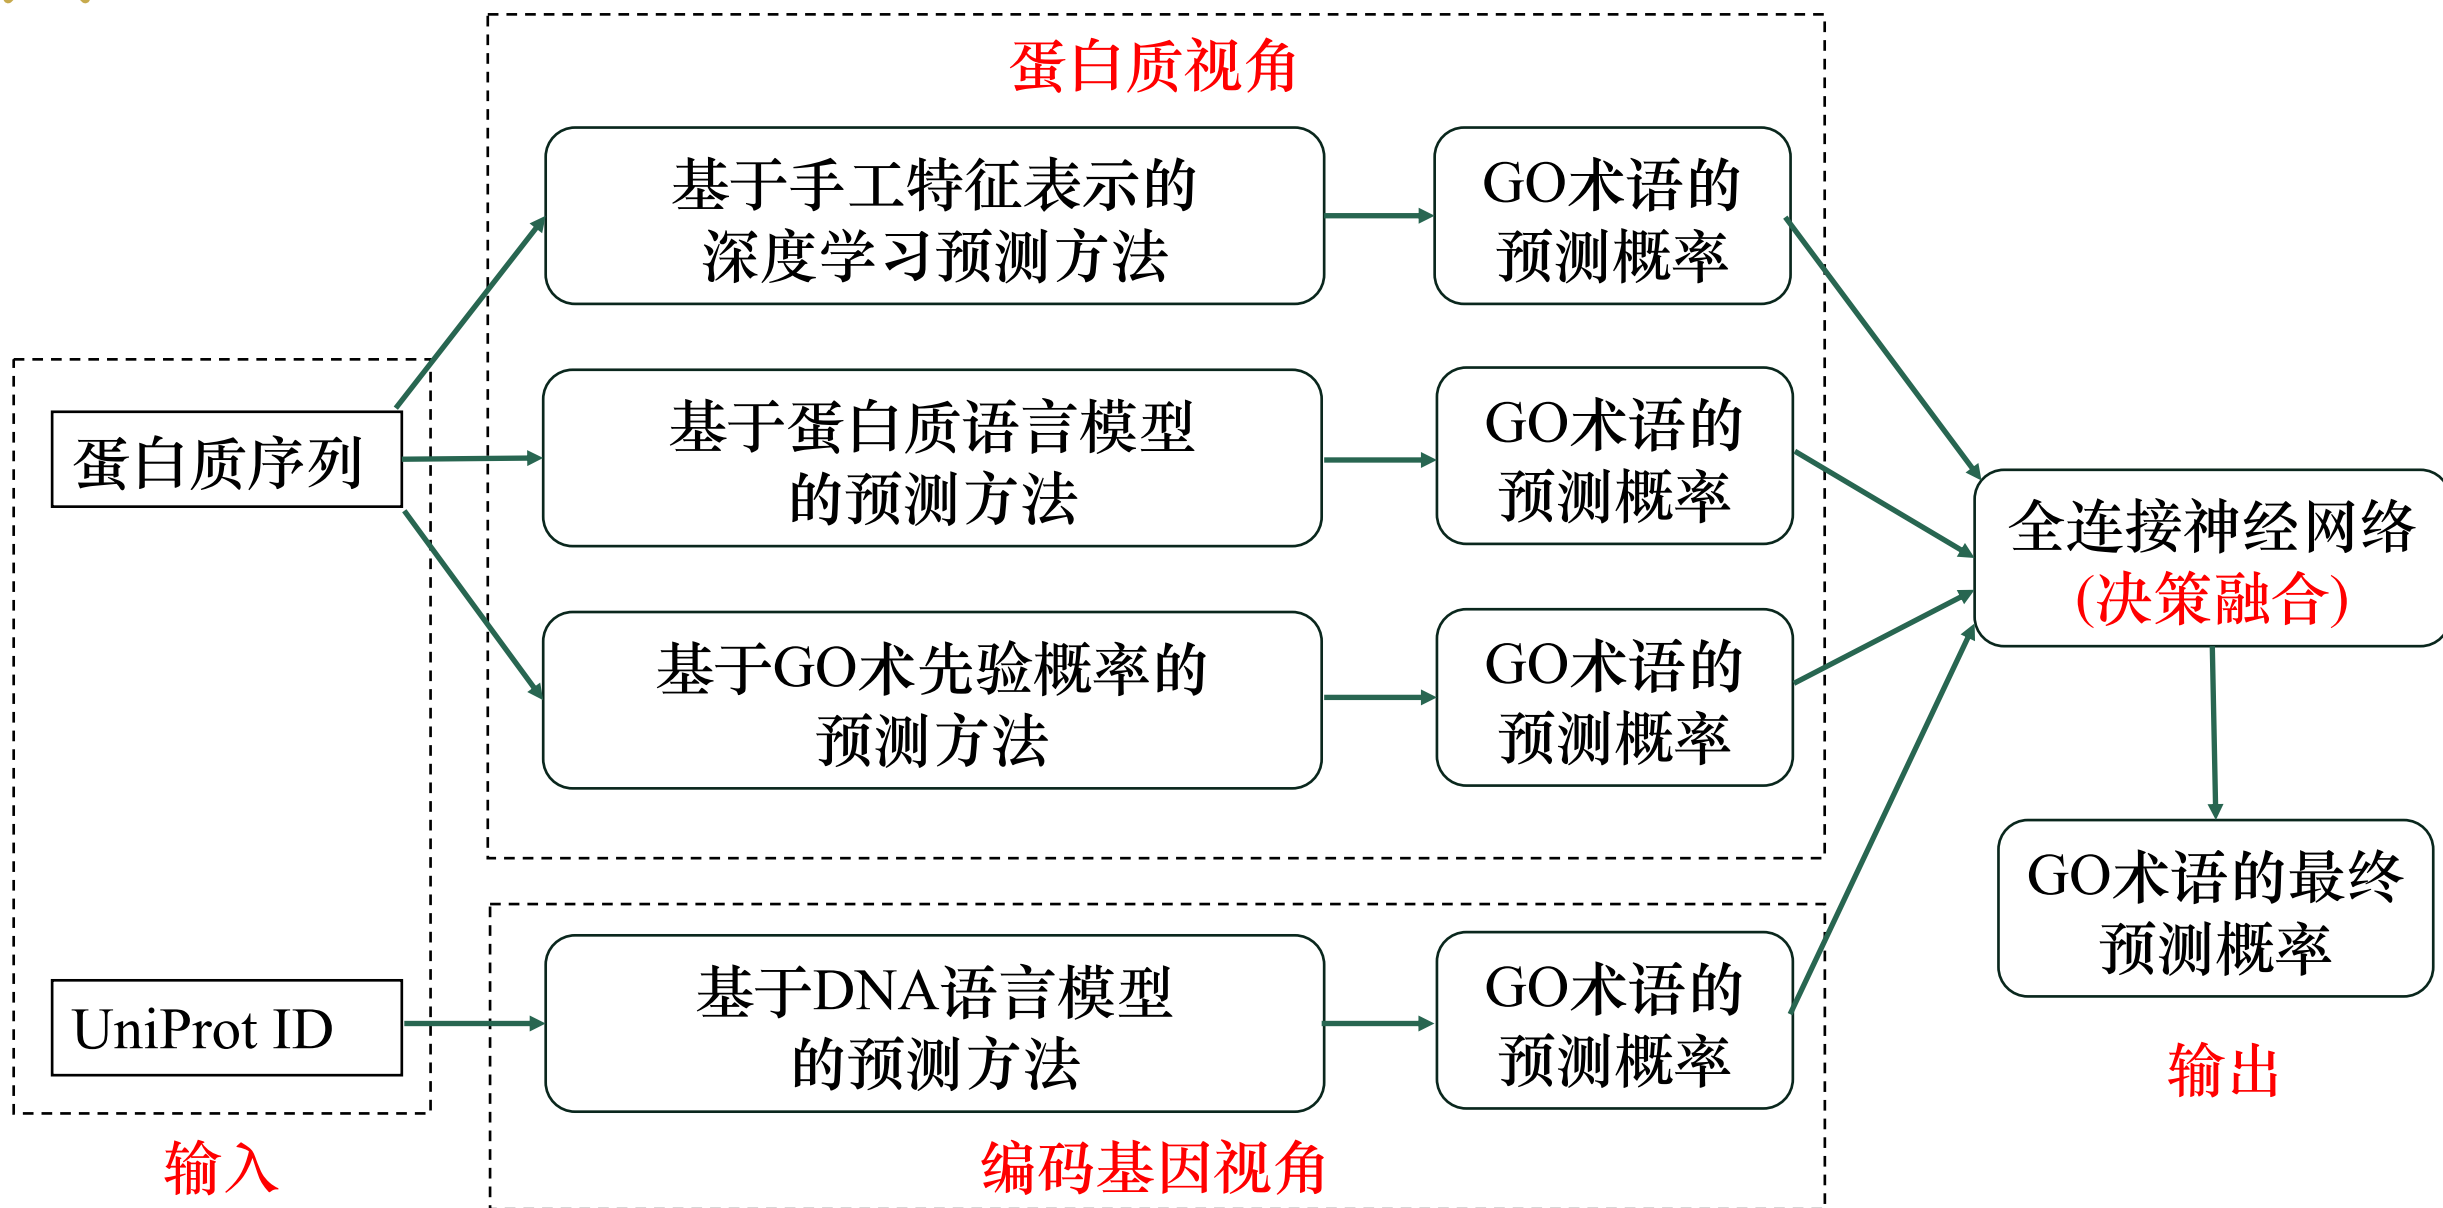 蛋白质视角
基于手工特征表示的
深度学习预测方法
GO术语的
预测概率
蛋白质序列
基于蛋白质语言模型
的预测方法
GO术语的
预测概率
全连接神经网络
(决策融合)
基于GO术先验概率的
预测方法
GO术语的
预测概率
GO术语的最终
预测概率
UniProt ID
基于DNA语言模型
的预测方法
GO术语的
预测概率
输出
输入
编码基因视角